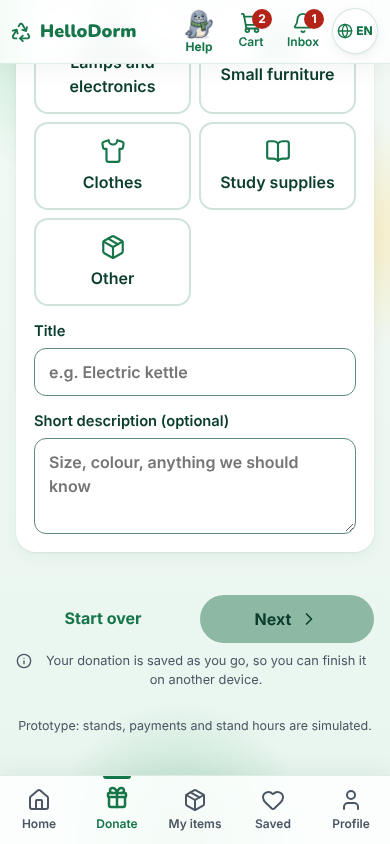 HelloDorm
Help
2
Cart
1
Inbox
EN
Lamps and
electronics
Small furniture
Clothes
Study supplies
Other
Title
e.g. Electric kettle
Short description (optional)
Size, colour, anything we should
know
Start over
Next
Your donation is saved as you go, so you can finish it
on another device.
Prototype: stands, payments and stand hours are simulated.
Home
Donate
My items
Saved
Profile